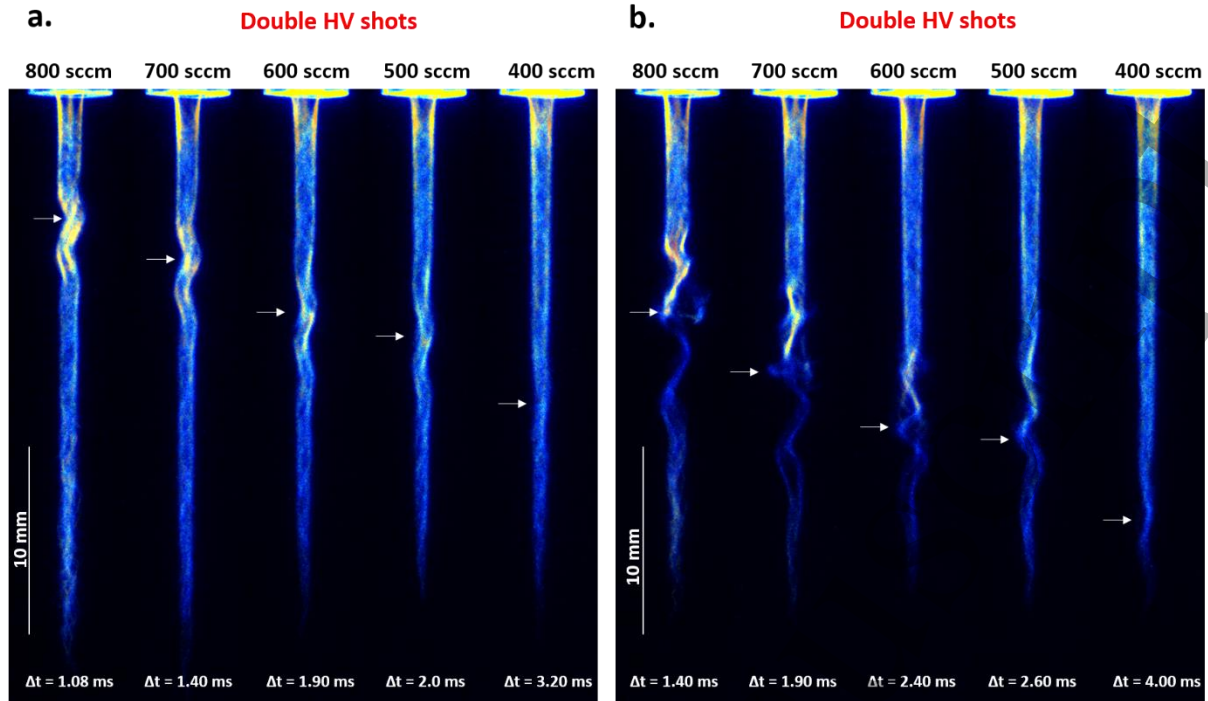 a.
Double HV shots
800 sccm 700 sccm 600 sccm 500 sccm 400 sccm
10 mm
Δt = 1.08 ms Δt = 1.40 ms Δt = 1.90 ms Δt = 2.0 ms Δt = 3.20 ms
b.
Double HV shots
800 sccm 700 sccm 600 sccm 500 sccm 400 sccm
10 mm
Δt = 1.40 ms Δt = 1.90 ms Δt = 2.40 ms Δt = 2.60 ms Δt = 4.00 ms